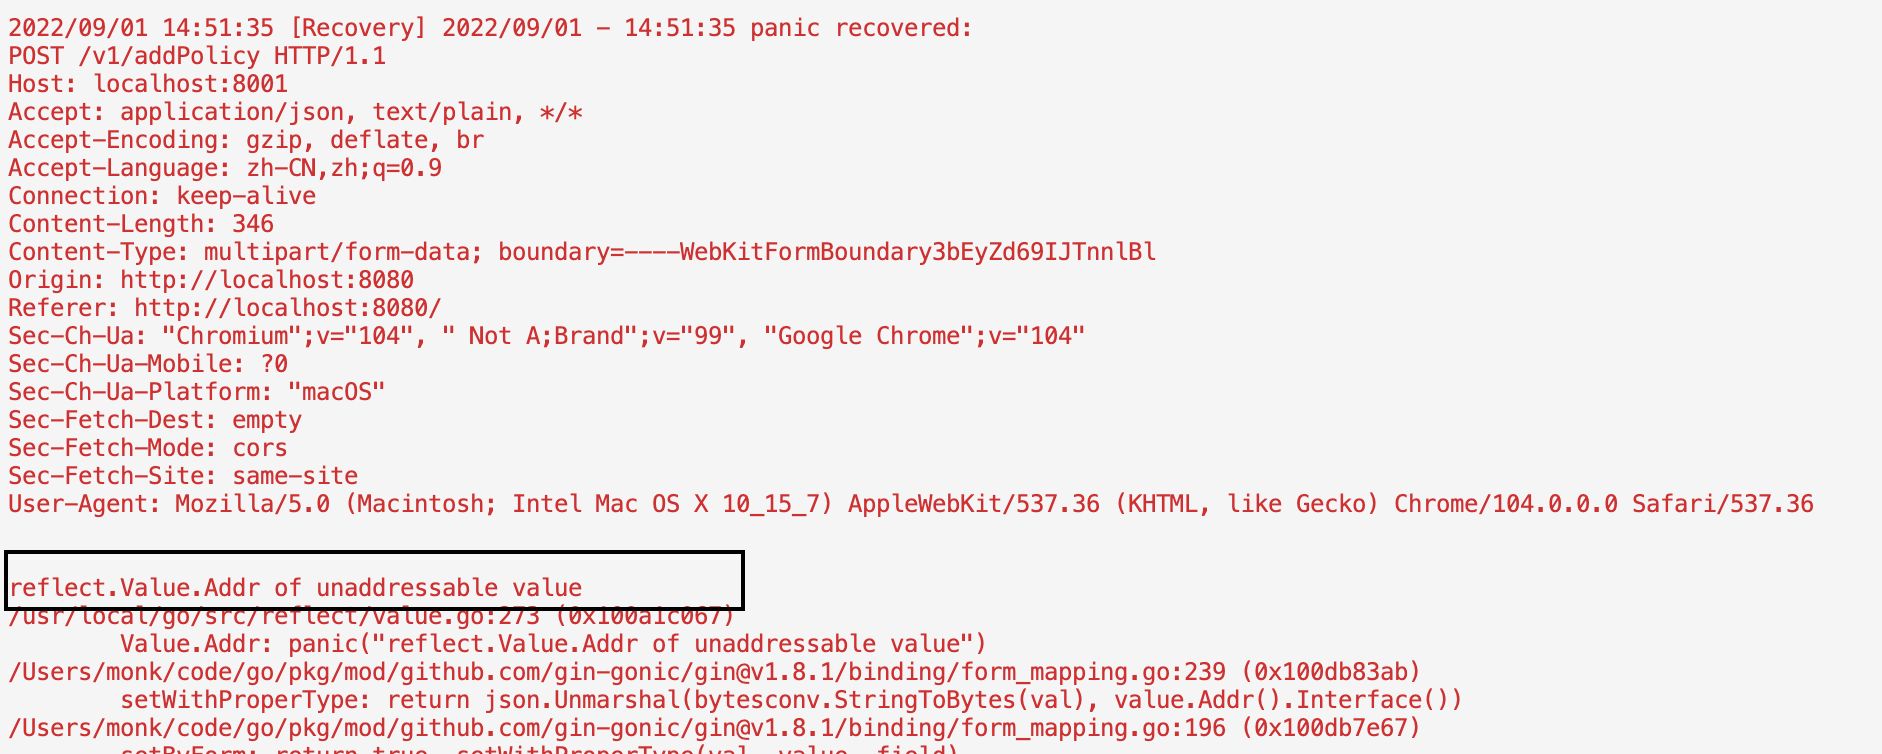 2022/09/01 14:51:35 [Recovery] 2022/09/01 - 14:51:35 panic recovered:
POST /v1/addPolicy HTTP/1.1
Host: localhost:8001
Accept: application/json, text/plain, */*
Accept-Encoding: gzip, deflate, br
Accept-Language: zh-CN,zh;q=0.9
Connection: keep-alive
Content-Length: 346
Content-Type: multipart/form-data; boundary=----WebKitFormBoundary3bEyZd69IJTnnlBl
Origin: http://localhost:8080
Referer: http://localhost:8080/
Sec-Ch-Ua: "Chromium";v="104", " Not A;Brand";v="99", "Google Chrome";v="104"
Sec-Ch-Ua-Mobile: ?0
Sec-Ch-Ua-Platform: "macOS"
Sec-Fetch-Dest: empty
Sec-Fetch-Mode: cors
Sec-Fetch-Site: same-site
User-Agent: Mozilla/5.0 (Macintosh; Intel Mac OS X 10_15_7) AppleWebKit/537.36 (KHTML, like Gecko) Chrome/104.0.0.0 Safari/537.36
reflect.Value.Addr of unaddressable value
/usr/local/go/src/reflect/value.go:273 (0x100a1c067)
Value.Addr: panic("reflect.Value.Addr of unaddressable value")
/Users/monk/code/go/pkg/mod/github.com/gin-gonic/gin@v1.8.1/binding/form_mapping.go:239 (0x100db83ab)
setWithProperType: return json.Unmarshal(bytesconv.StringToBytes(val), value.Addr().Interface())
/Users/monk/code/go/pkg/mod/github.com/gin-gonic/gin@v1.8.1/binding/form_mapping.go:196 (0x100db7e67)
setByForm: return true, setWithProperType(val, value, field)